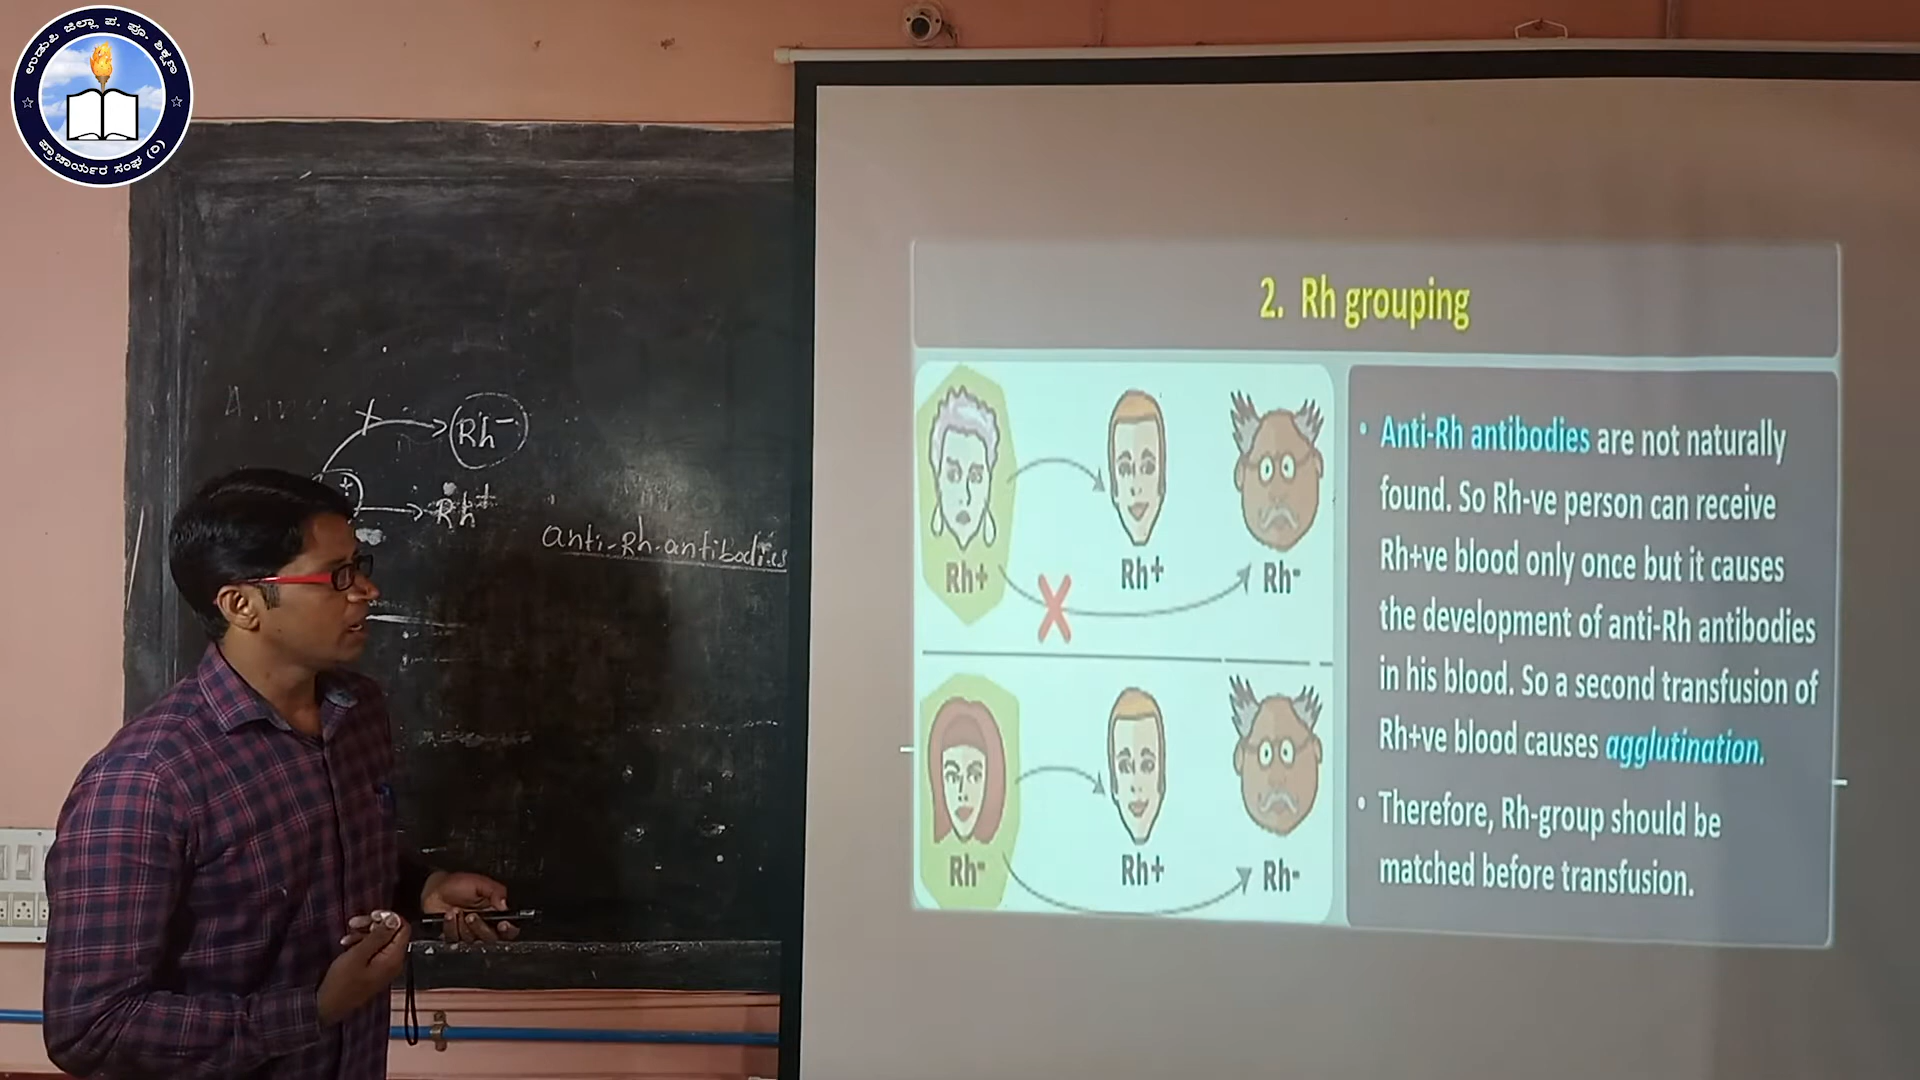 ಉಡುಪಿ ಜಿಲ್ಲಾ ಪ. ಪೂ. ಶಿಕ್ಷಣ
ಪ್ರಾಚಾರ್ಯರ ಸಂಘ (ರಿ)
Rh-
+
Rh+
anti-Rh-antibodies
2. Rh grouping
Rh+
Rh+
Rh-
Rh-
Rh+
Rh-
• Anti-Rh antibodies are not naturally
found. So Rh-ve person can receive
Rh+ve blood only once but it causes
the development of anti-Rh antibodies
in his blood. So a second transfusion of
Rh+ve blood causes agglutination.
• Therefore, Rh-group should be
matched before transfusion.